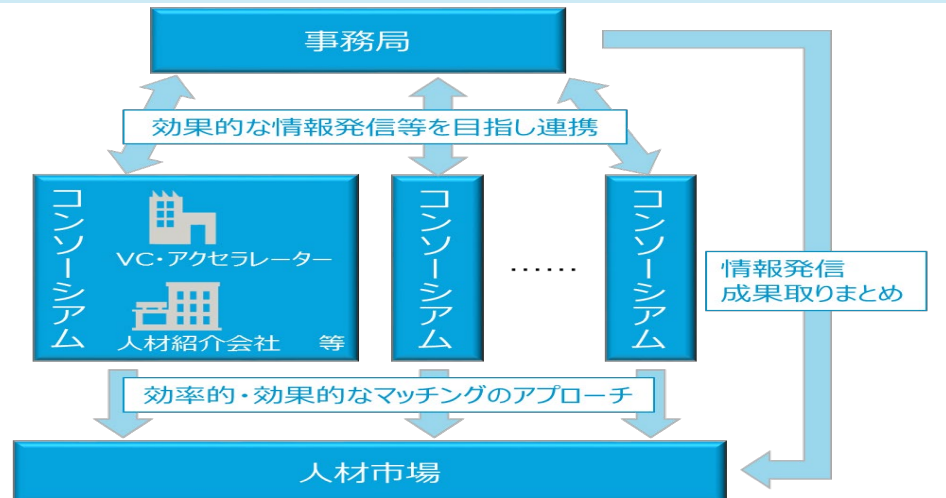 事務局
効果的な情報発信等を目指し連携
コンソーシアム
VC・アクセラレーター
人材紹介会社　等
コンソーシアム
……
コンソーシアム
情報発信
成果取りまとめ
効率的・効果的なマッチングのアプローチ
人材市場